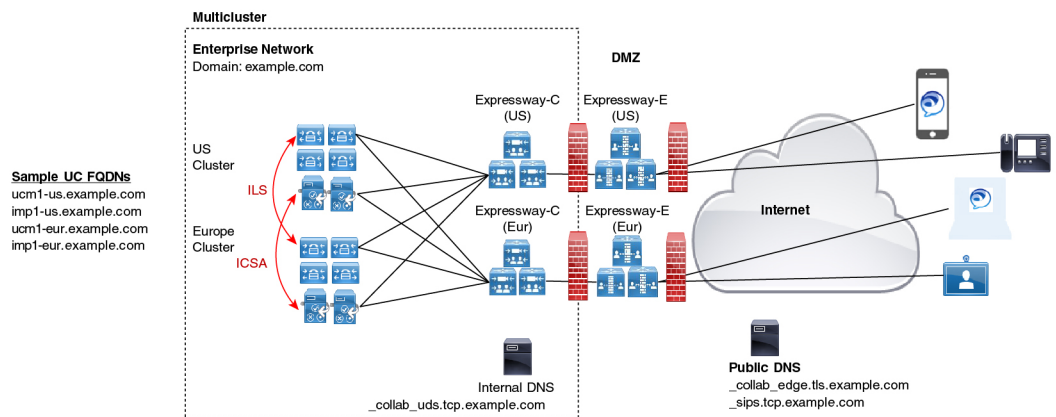 Multicluster
Enterprise Network
Domain: example.com
DMZ
Expressway-C
(US)
Expressway-E
(US)
US
Cluster
Sample UC FQDNs
ucm1-us.example.com
imp1-us.example.com
ucm1-eur.example.com
imp1-eur.example.com
ILS
Europe
Cluster
ICSA
Expressway-C
(Eur)
Expressway-E
(Eur)
Internet
Internal DNS
_collab_uds.tcp.example.com
Public DNS
_collab_edge.tls.example.com
_sips.tcp.example.com